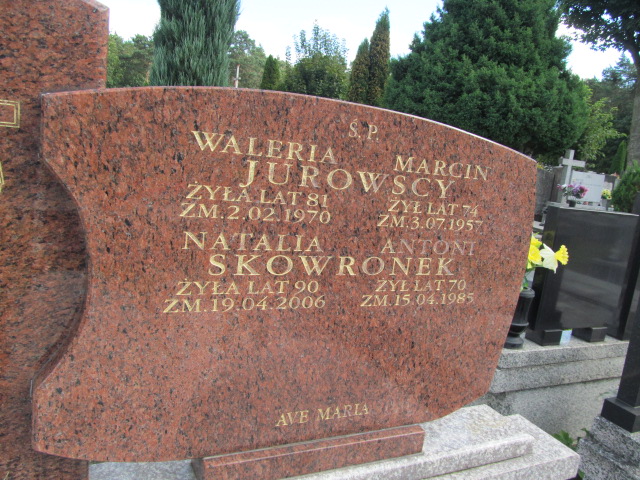 Ś.P.
WALERIA MARCIN
JUROWSCY
ŻYŁA LAT 81 ŻYŁ LAT 74
ZM.2.02.1970 ZM.3.07.1957
NATALIA ANTONI
SKOWRONEK
ŻYŁA LAT 90 ŻYŁ LAT 70
ZM.19.04.2006 ZM.15.04.1985
AVE MARIA